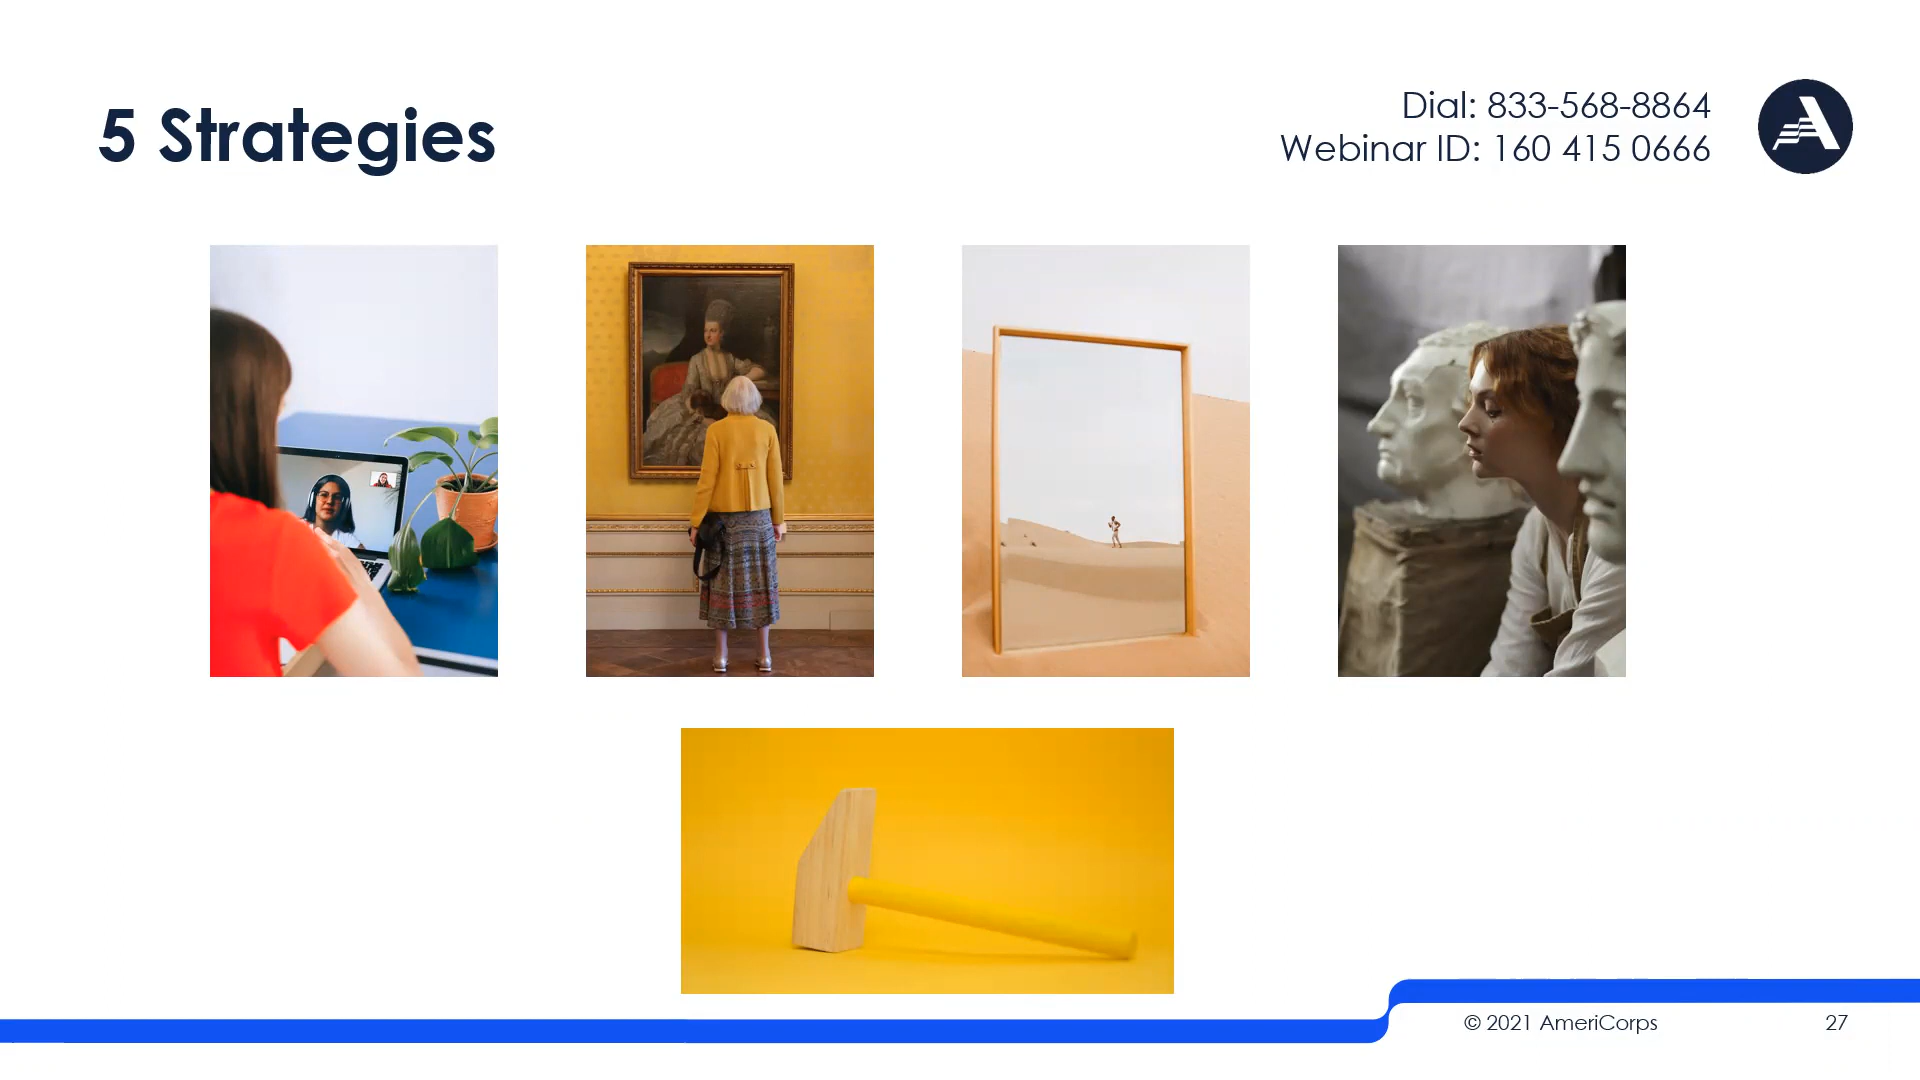 5 Strategies
Dial: 833-568-8864
Webinar ID: 160 415 0666
© 2021 AmeriCorps
27